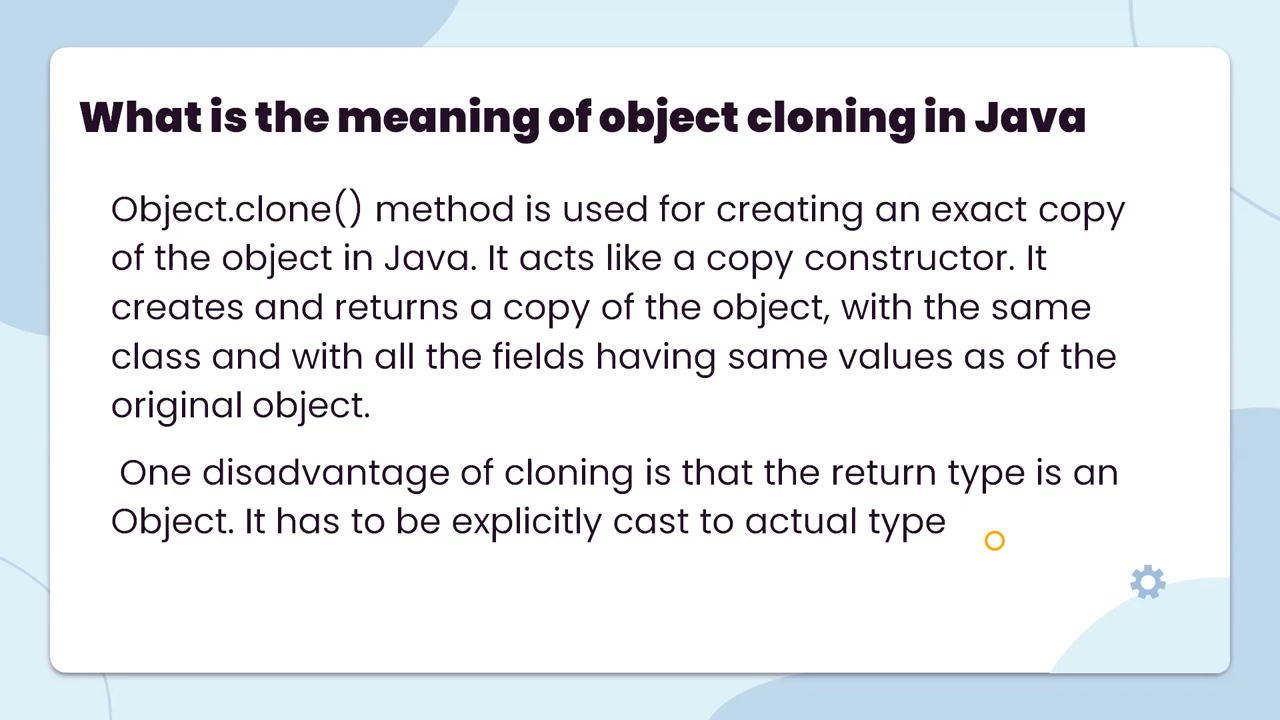 What is the meaning of object cloning in Java
Object.clone() method is used for creating an exact copy
of the object in Java. It acts like a copy constructor. It
creates and returns a copy of the object, with the same
class and with all the fields having same values as of the
original object.
One disadvantage of cloning is that the return type is an
Object. It has to be explicitly cast to actual type